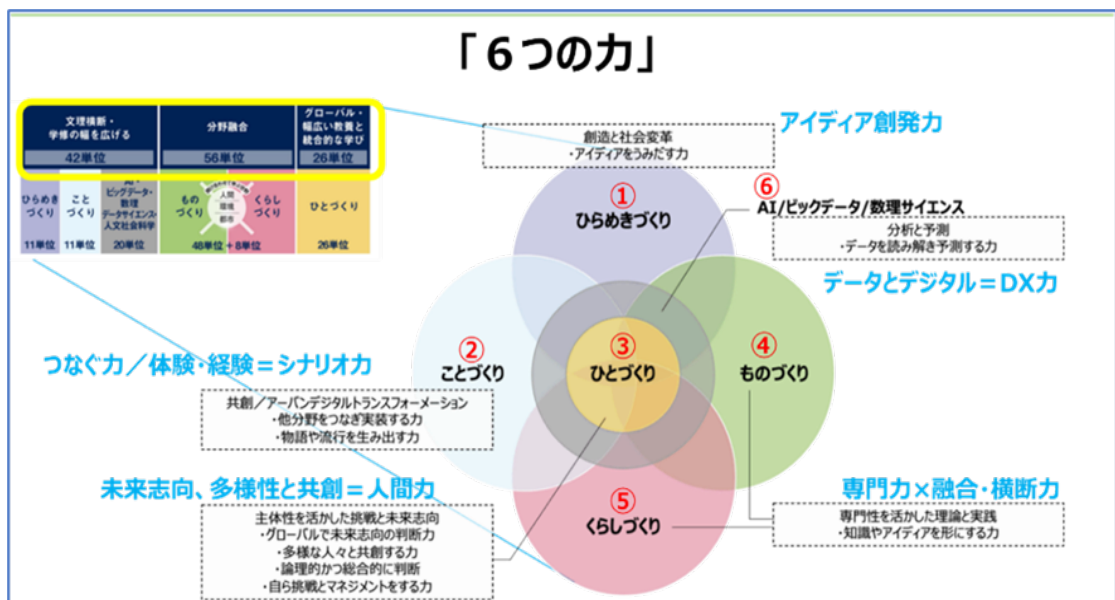 「６つの力」
文理横断・
学修の幅を広げる
42単位
分野融合
56単位
グローバル・
幅広い教養と
統合的な学び
26単位
ひらめき
づくり
11単位
こと
づくり
11単位
ビッグデータ・
数理
データサイエンス・
人文社会科学
20単位
もの
づくり
人間
環境
都市
くらし
づくり
48単位＋8単位
ひとづくり
26単位
アイディア創発力
創造と社会変革
・アイディアをうみだす力
①
ひらめきづくり
⑥
AI/ビックデータ/数理サイエンス
分析と予測
・データを読み解き予測する力
データとデジタル＝DX力
つなぐ力／体験・経験＝シナリオ力
共創／アーバンデジタルトランスフォーメーション
・他分野をつなぎ実装する力
・物語や流行を生み出す力
②
ことづくり
③
ひとづくり
④
ものづくり
未来志向、多様性と共創＝人間力
主体性を活かした挑戦と未来志向
・グローバルで未来志向の判断力
・多様な人々と共創する力
・論理的かつ総合的に判断
・自ら挑戦とマネジメントをする力
⑤
くらしづくり
専門力×融合・横断力
専門性を活かした理論と実践
・知識やアイディアを形にする力